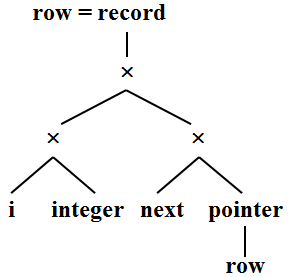 row = record
×
× ×
i integer next pointer
row